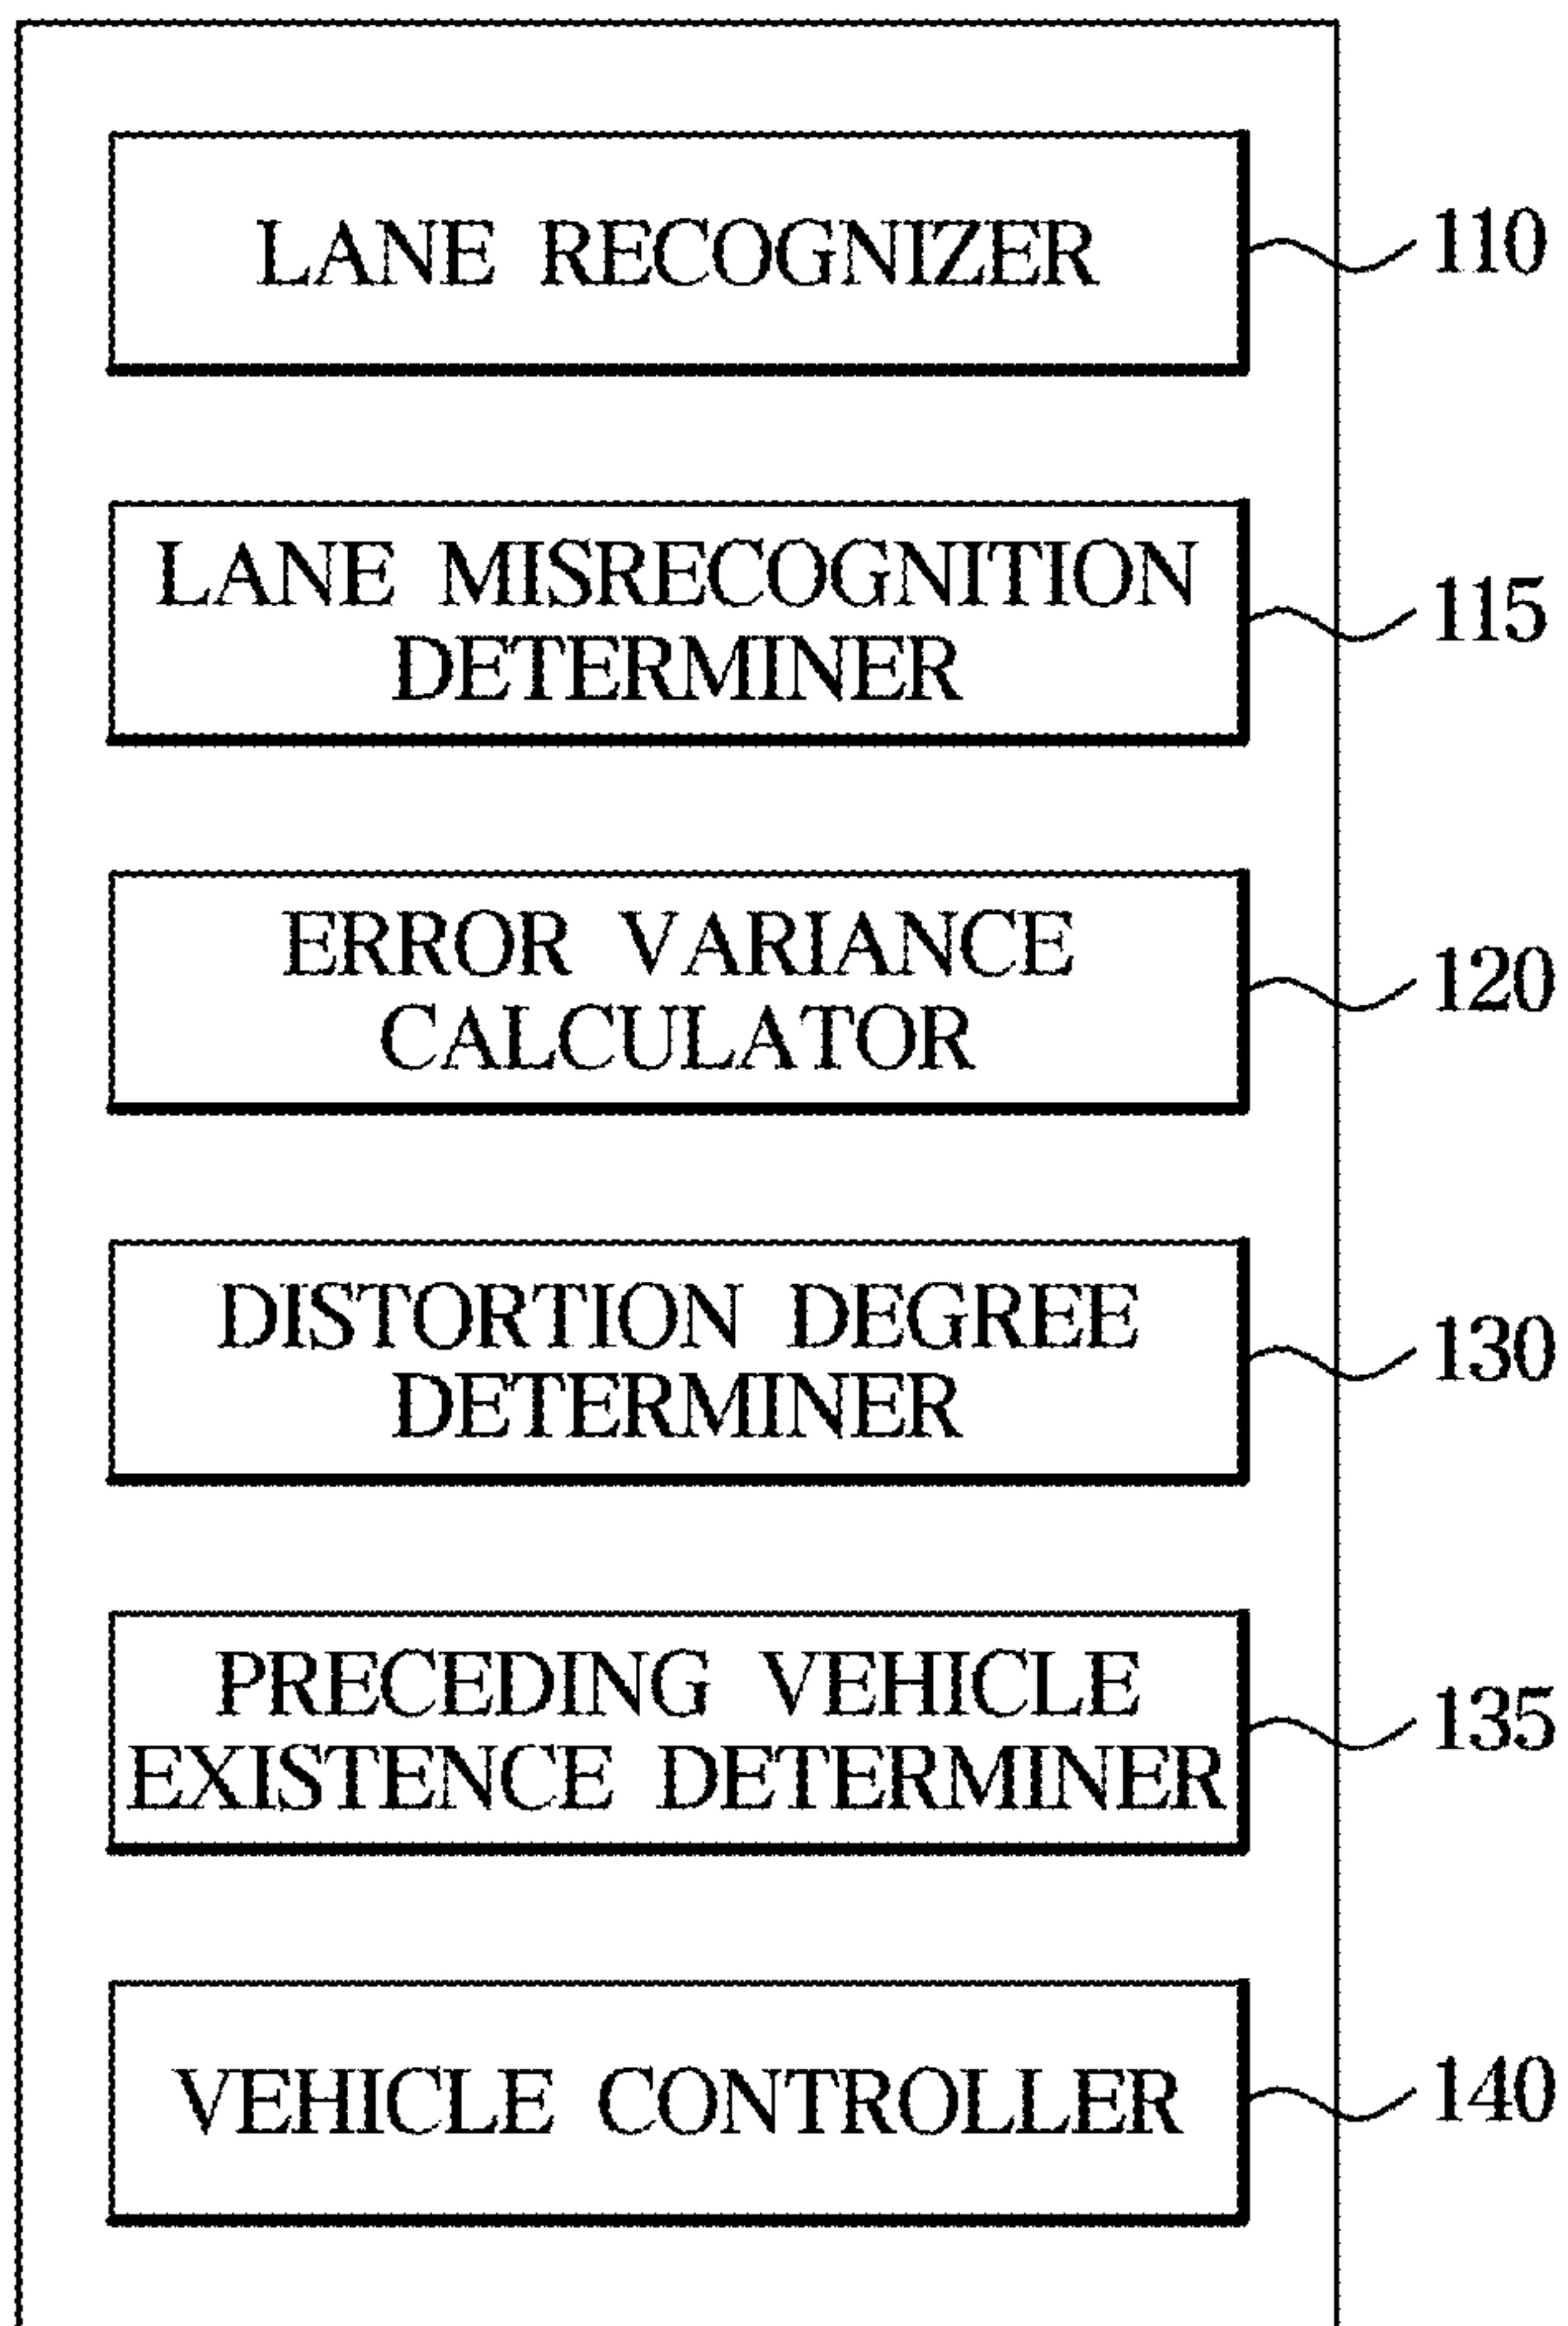 LANE RECOGNIZER
110
LANE MISRECOGNITION
DETERMINER
115
ERROR VARIANCE
CALCULATOR
120
DISTORTION DEGREE
DETERMINER
130
PRECEDING VEHICLE
EXISTENCE DETERMINER
135
VEHICLE CONTROLLER
140